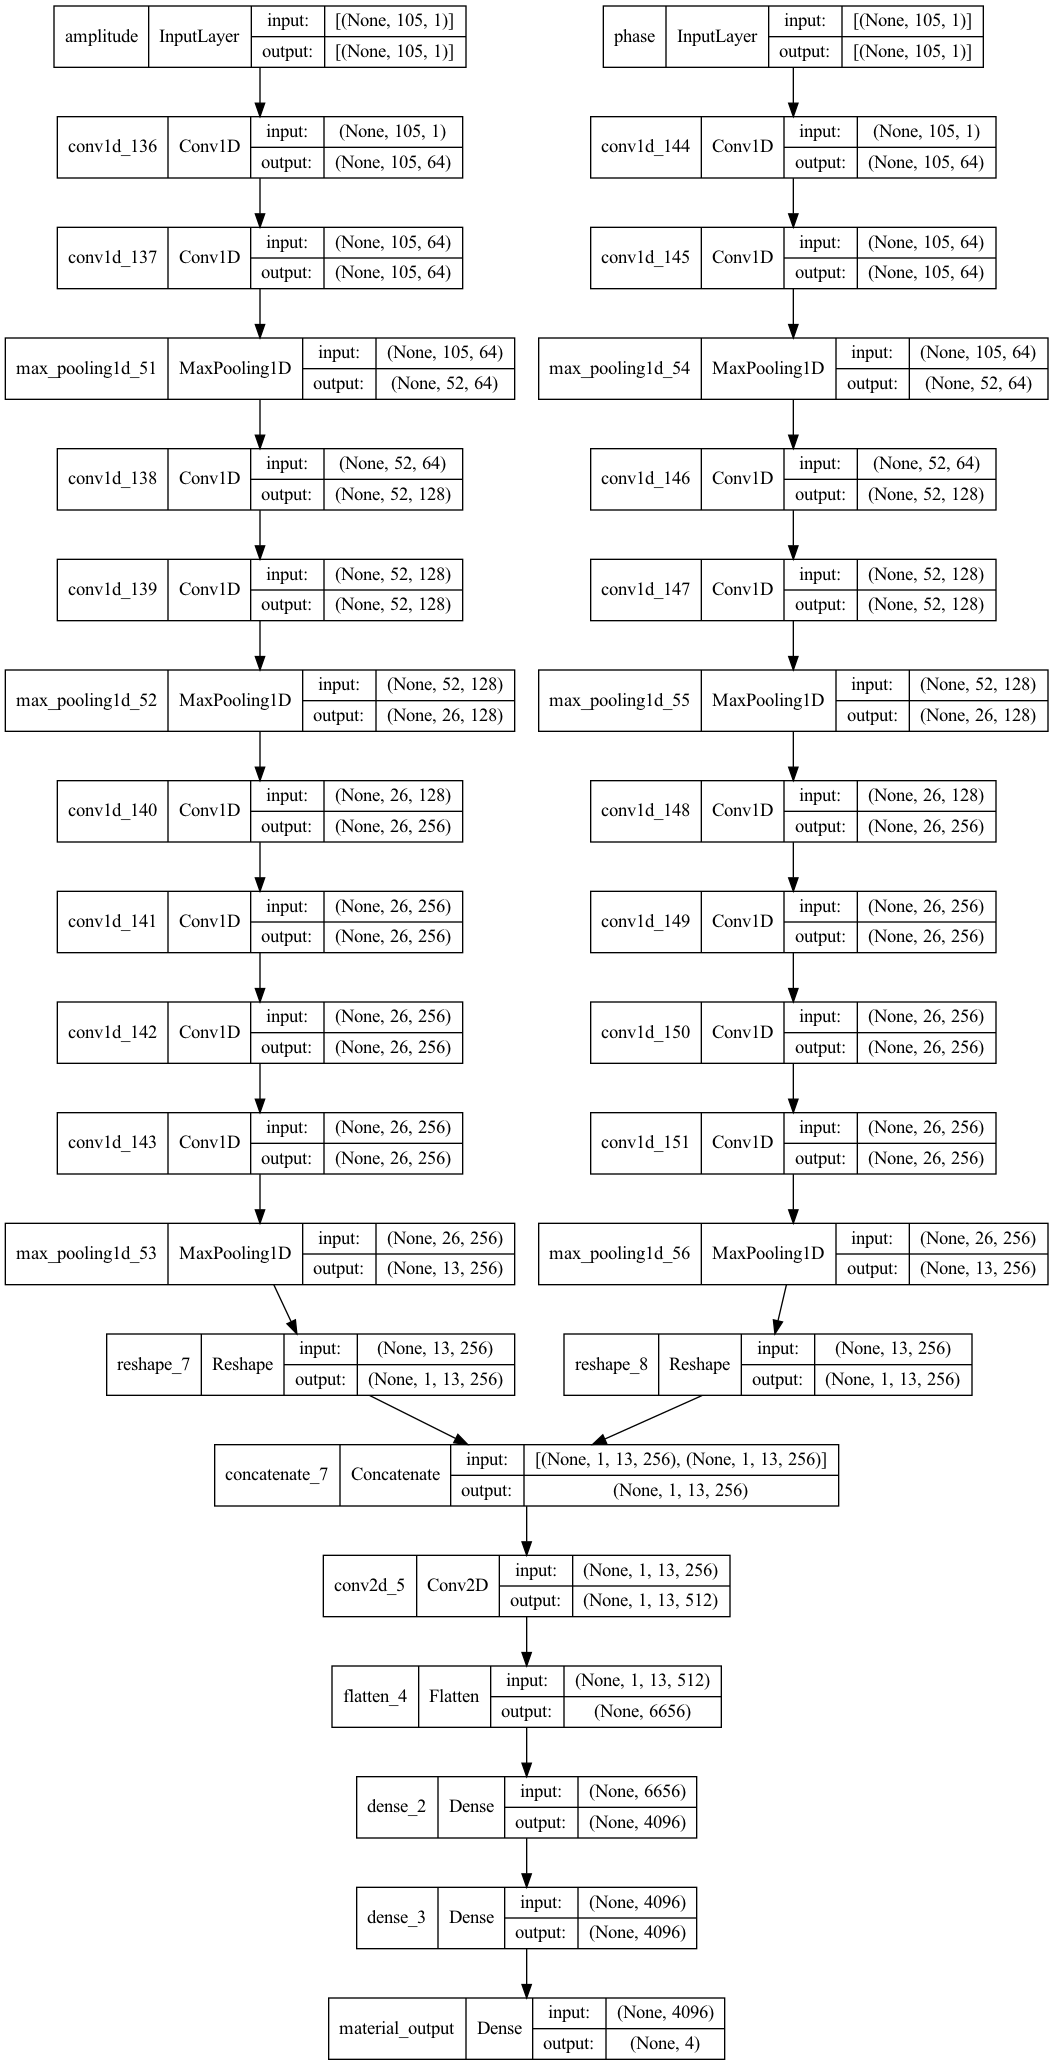 amplitude InputLayer input: [(None, 105, 1)]
output: [(None, 105, 1)]
phase InputLayer input: [(None, 105, 1)]
output: [(None, 105, 1)]
conv1d_136 Conv1D input: (None, 105, 1)
output: (None, 105, 64)
conv1d_144 Conv1D input: (None, 105, 1)
output: (None, 105, 64)
conv1d_137 Conv1D input: (None, 105, 64)
output: (None, 105, 64)
conv1d_145 Conv1D input: (None, 105, 64)
output: (None, 105, 64)
max_pooling1d_51 MaxPooling1D input: (None, 105, 64)
output: (None, 52, 64)
max_pooling1d_54 MaxPooling1D input: (None, 105, 64)
output: (None, 52, 64)
conv1d_138 Conv1D input: (None, 52, 64)
output: (None, 52, 128)
conv1d_146 Conv1D input: (None, 52, 64)
output: (None, 52, 128)
conv1d_139 Conv1D input: (None, 52, 128)
output: (None, 52, 128)
conv1d_147 Conv1D input: (None, 52, 128)
output: (None, 52, 128)
max_pooling1d_52 MaxPooling1D input: (None, 52, 128)
output: (None, 26, 128)
max_pooling1d_55 MaxPooling1D input: (None, 52, 128)
output: (None, 26, 128)
conv1d_140 Conv1D input: (None, 26, 128)
output: (None, 26, 256)
conv1d_148 Conv1D input: (None, 26, 128)
output: (None, 26, 256)
conv1d_141 Conv1D input: (None, 26, 256)
output: (None, 26, 256)
conv1d_149 Conv1D input: (None, 26, 256)
output: (None, 26, 256)
conv1d_142 Conv1D input: (None, 26, 256)
output: (None, 26, 256)
conv1d_150 Conv1D input: (None, 26, 256)
output: (None, 26, 256)
conv1d_143 Conv1D input: (None, 26, 256)
output: (None, 26, 256)
conv1d_151 Conv1D input: (None, 26, 256)
output: (None, 26, 256)
max_pooling1d_53 MaxPooling1D input: (None, 26, 256)
output: (None, 13, 256)
max_pooling1d_56 MaxPooling1D input: (None, 26, 256)
output: (None, 13, 256)
reshape_7 Reshape input: (None, 13, 256)
output: (None, 1, 13, 256)
reshape_8 Reshape input: (None, 13, 256)
output: (None, 1, 13, 256)
concatenate_7 Concatenate input: [(None, 1, 13, 256), (None, 1, 13, 256)]
output: (None, 1, 13, 256)
conv2d_5 Conv2D input: (None, 1, 13, 256)
output: (None, 1, 13, 512)
flatten_4 Flatten input: (None, 1, 13, 512)
output: (None, 6656)
dense_2 Dense input: (None, 6656)
output: (None, 4096)
dense_3 Dense input: (None, 4096)
output: (None, 4096)
material_output Dense input: (None, 4096)
output: (None, 4)